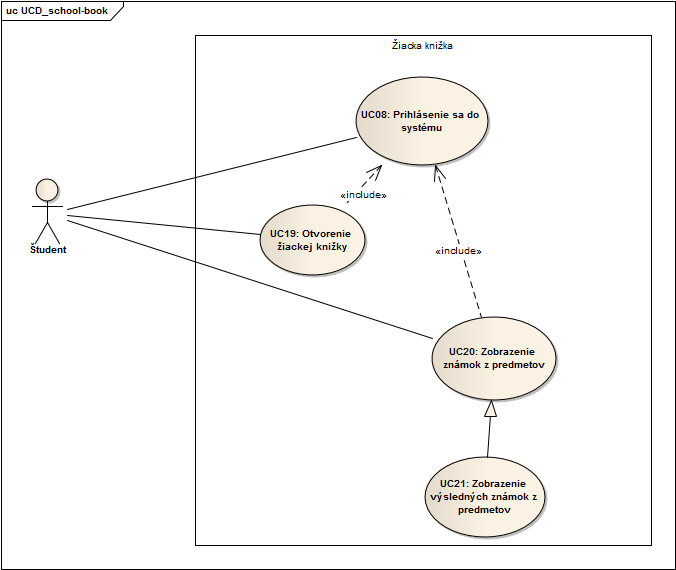 uc UCD_school-book
Žiacka knižka
UC08: Prihlásenie sa do
systému
«include»
UC19: Otvorenie
žiackej knižky
Študent
«include»
UC20: Zobrazenie
známok z predmetov
UC21: Zobrazenie
výsledných známok z
predmetov